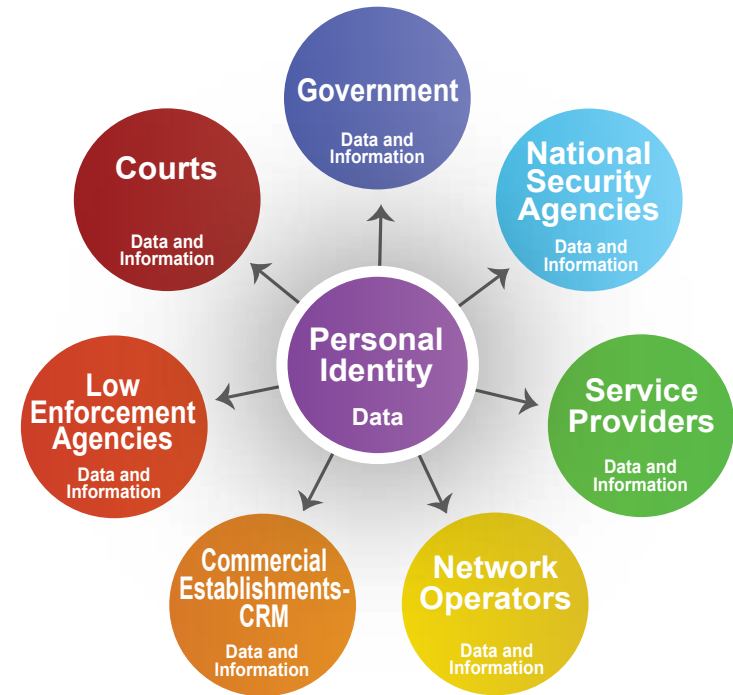 Government
Data and
Information
National
Security
Agencies
Data and
Information
Courts
Data and
Information
Personal
Identity
Data
Service
Providers
Data and
Information
Low
Enforcement
Agencies
Data and
Information
Commercial
Establishments-
CRM
Data and
Information
Network
Operators
Data and
Information